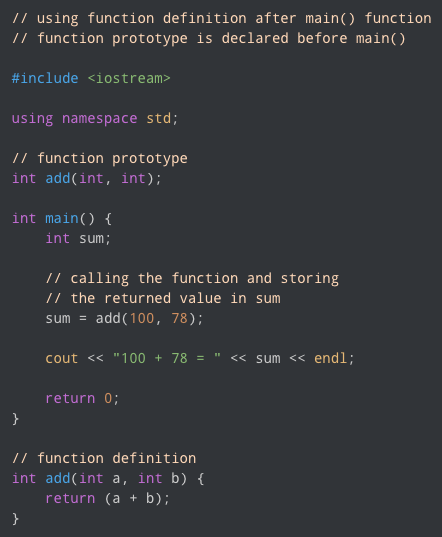 // using function definition after main() function
// function prototype is declared before main()

#include <iostream>

using namespace std;

// function prototype
int add(int, int);

int main() {
    int sum;

    // calling the function and storing
    // the returned value in sum
    sum = add(100, 78);

    cout << "100 + 78 = " << sum << endl;

    return 0;
}

// function definition
int add(int a, int b) {
    return (a + b);
}